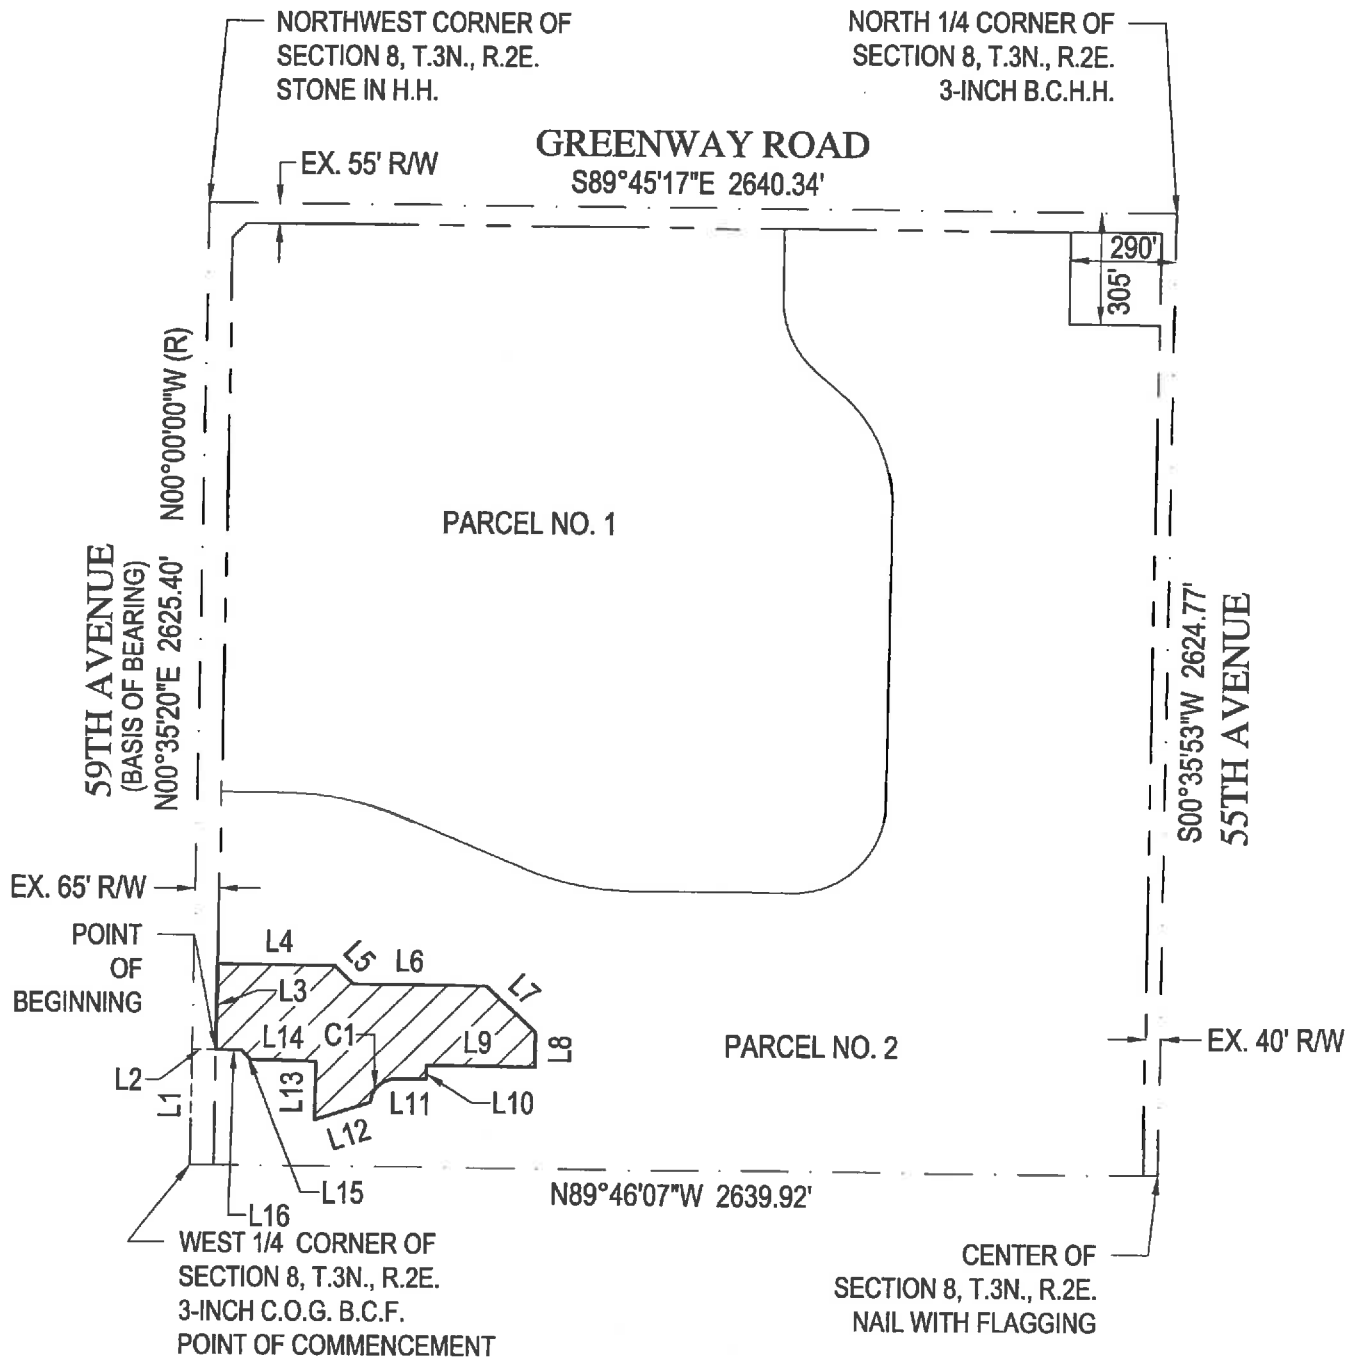 NORTHWEST CORNER OF
SECTION 8, T.3N., R.2E.
STONE IN H.H.
NORTH 1/4 CORNER OF
SECTION 8, T.3N., R.2E.
3-INCH B.C.H.H.
GREENWAY ROAD
S89°45'17"E 2640.34'
EX. 55' R/W
290'
305'
N00°00'00"W (R)
59TH AVENUE
(BASIS OF BEARING)
N00°35'20"E 2625.40'
PARCEL NO. 1
S00°35'53"W 2624.77'
55TH AVENUE
EX. 65' R/W
POINT
OF
BEGINNING
L4
L5
L6
L7
L3
L14
C1
L9
L8
PARCEL NO. 2
EX. 40' R/W
L2
L1
L13
L11
L10
L12
L15
L16
N89°46'07"W 2639.92'
WEST 1/4 CORNER OF
SECTION 8, T.3N., R.2E.
3-INCH C.O.G. B.C.F.
POINT OF COMMENCEMENT
CENTER OF
SECTION 8, T.3N., R.2E.
NAIL WITH FLAGGING